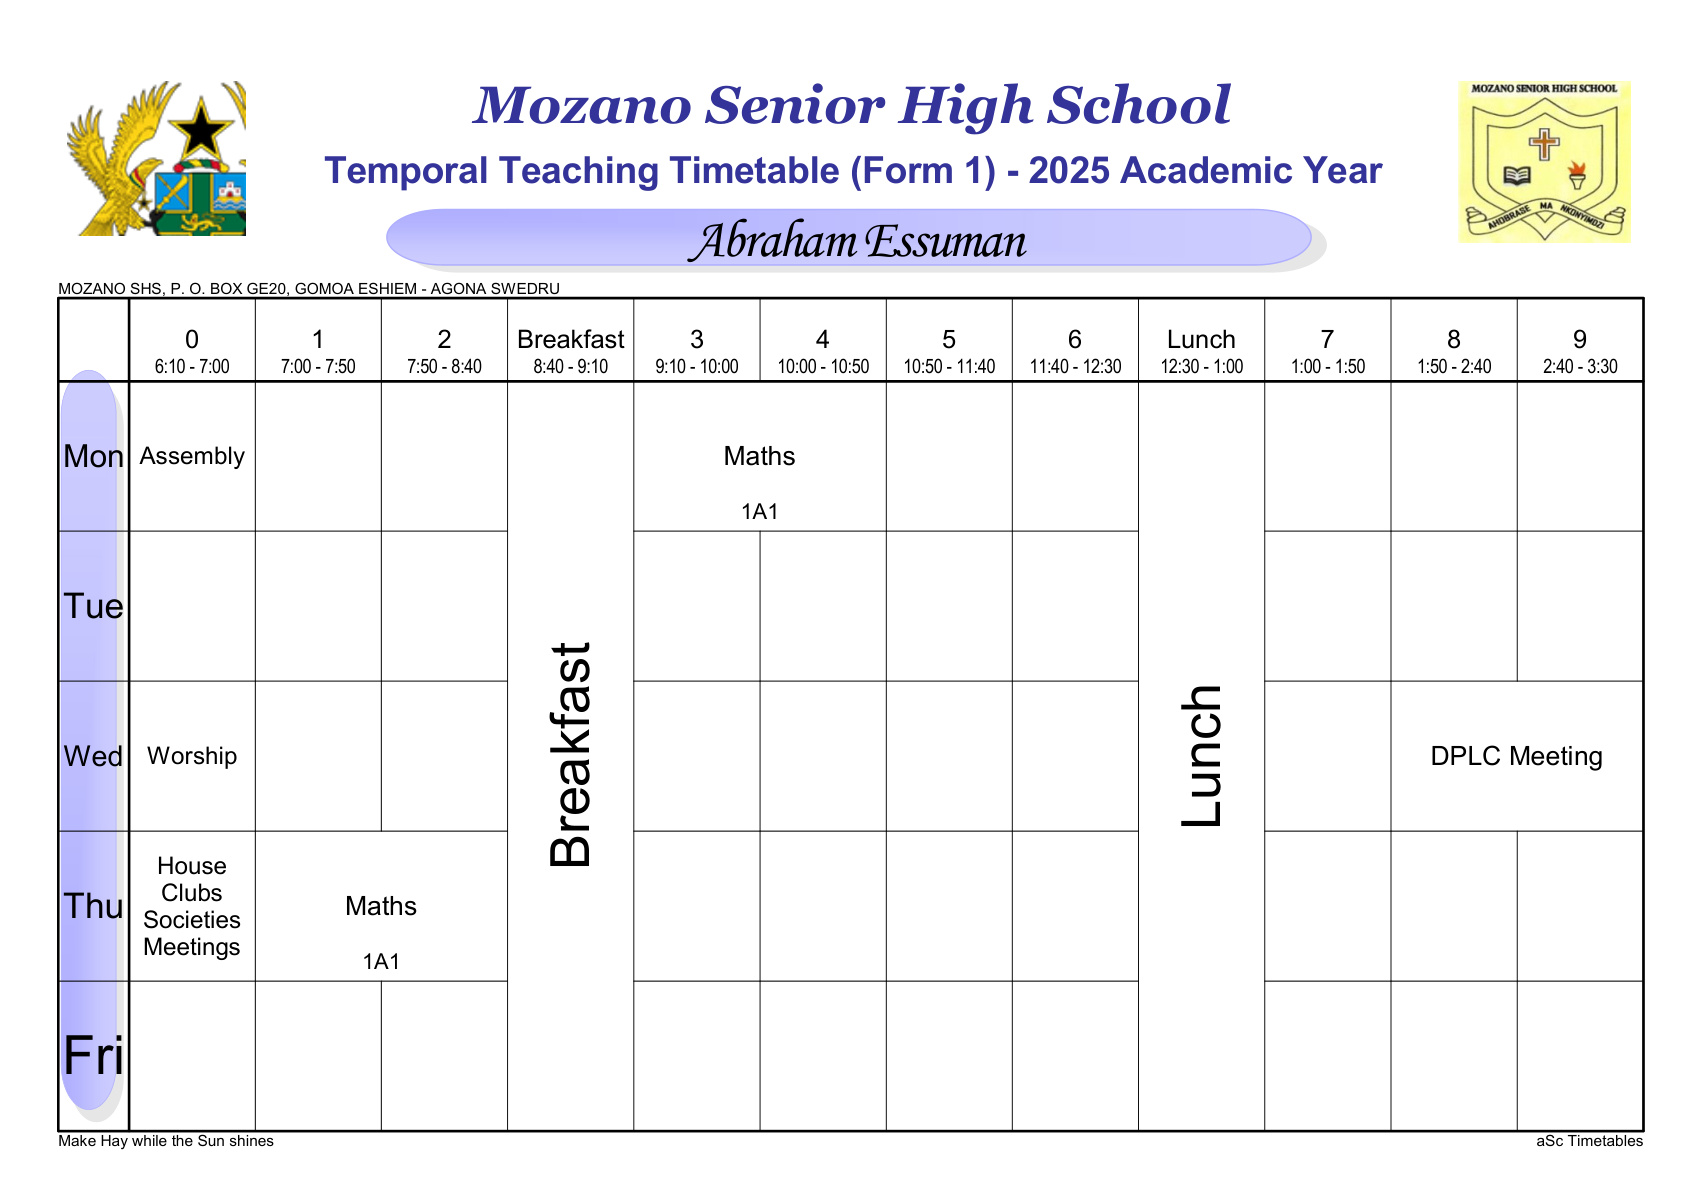 Mozano Senior High School
Temporal Teaching Timetable (Form 1) - 2025 Academic Year
Abraham Essuman
MOZANO SENIOR HIGH SCHOOL
AHOBRASE MA NKONYIMDZI
MOZANO SHS, P. O. BOX GE20, GOMOA ESHIEM - AGONA SWEDRU
0 1 2 Breakfast 3 4 5 6 Lunch 7 8 9
6:10 - 7:00 7:00 - 7:50 7:50 - 8:40 8:40 - 9:10 9:10 - 10:00 10:00 - 10:50 10:50 - 11:40 11:40 - 12:30 12:30 - 1:00 1:00 - 1:50 1:50 - 2:40 2:40 - 3:30
Mon Assembly Maths
1A1
Tue
Breakfast
Lunch
Wed Worship DPLC Meeting
Thu
House
Clubs
Societies
Meetings
Maths
1A1
Fri
Make Hay while the Sun shines
aSc Timetables